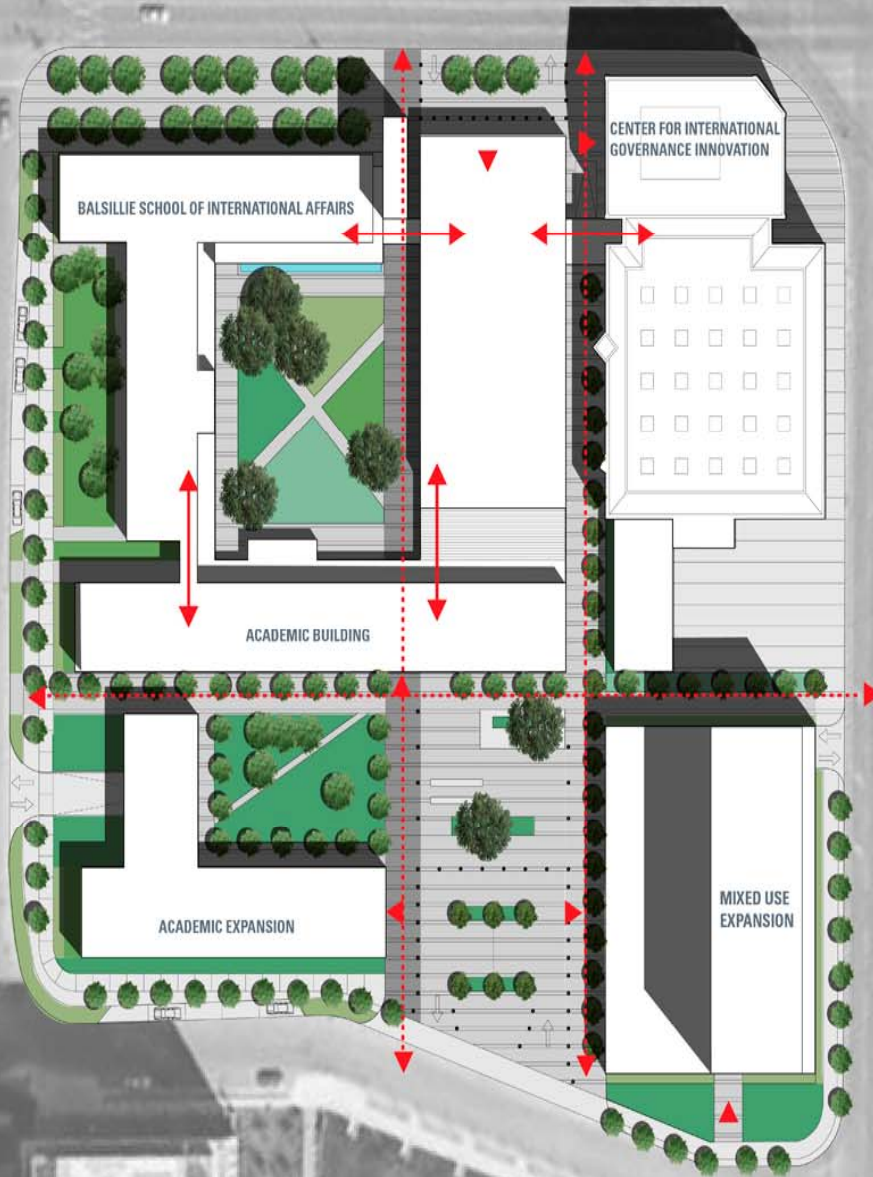 CENTER FOR INTERNATIONAL
GOVERNANCE INNOVATION
BALSILLIE SCHOOL OF INTERNATIONAL AFFAIRS
ACADEMIC BUILDING
MIXED USE
EXPANSION
ACADEMIC EXPANSION